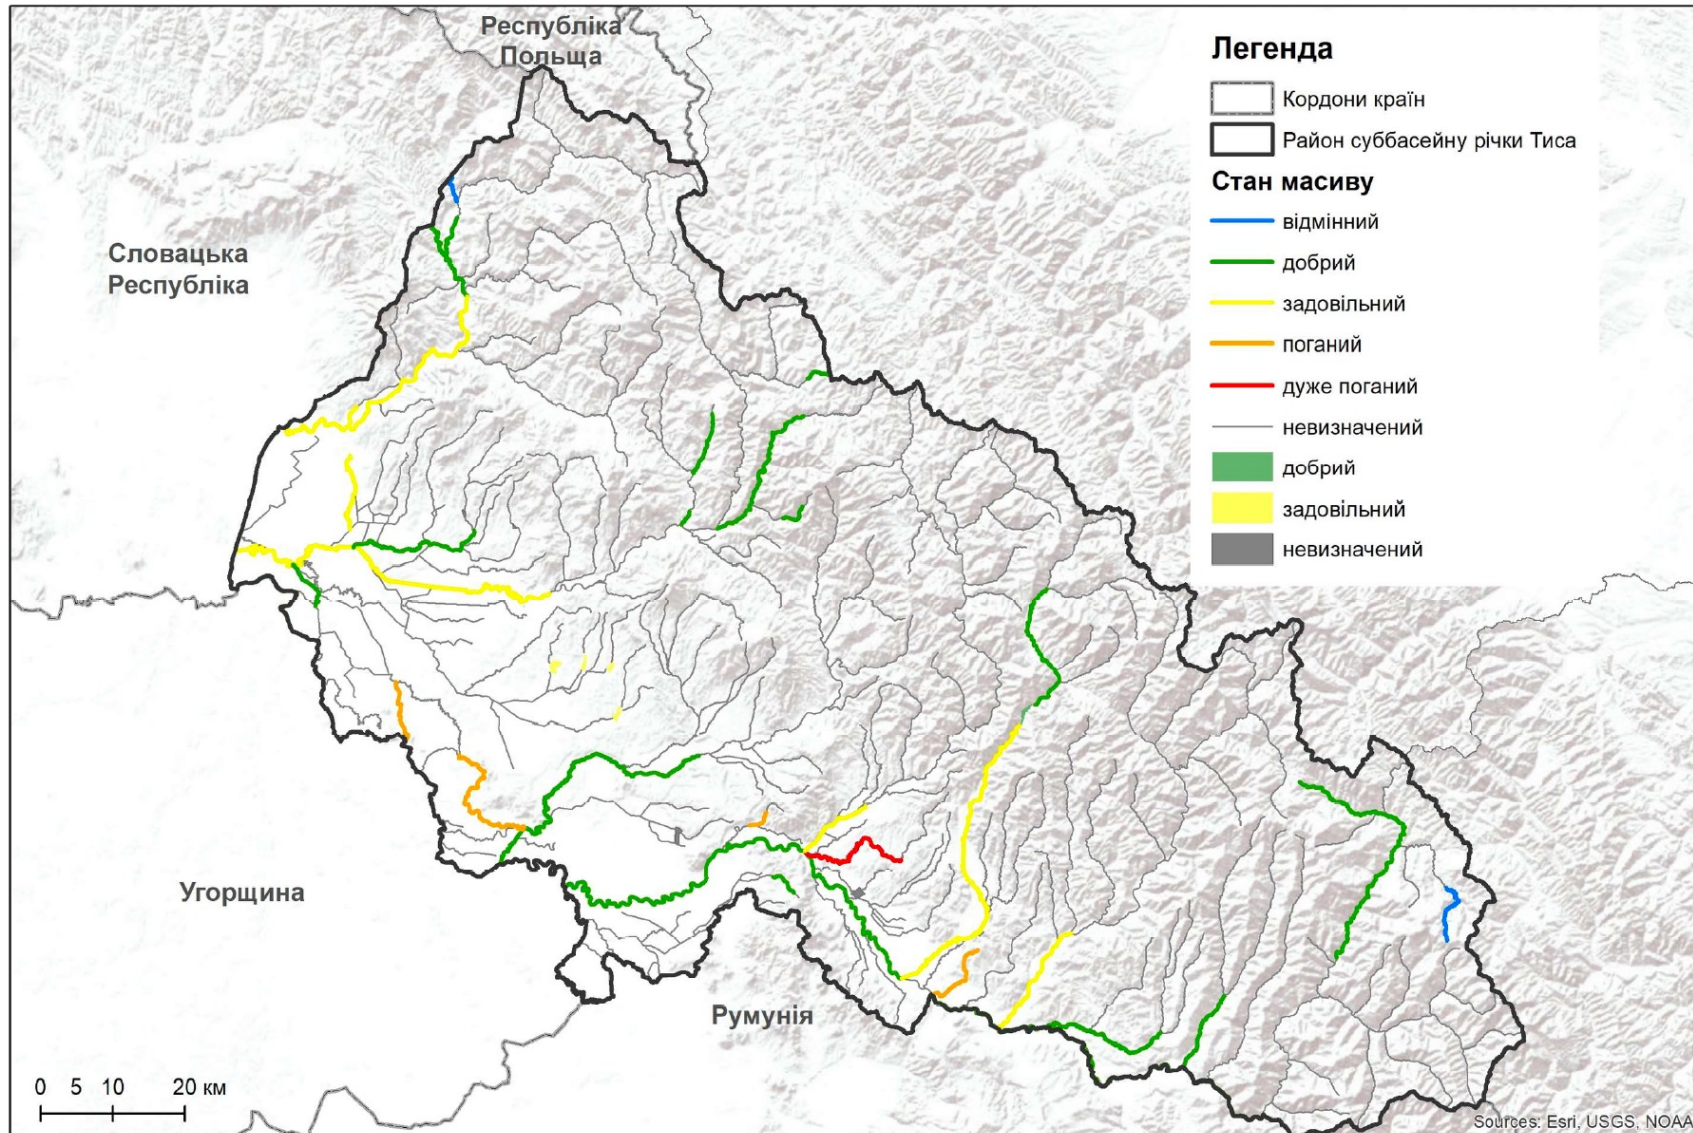 Республіка
Польща
Словацька
Республіка
Угорщина
Румунія
Легенда
Кордони країн
Район суббасейну річки Тиса
Стан масиву
відмінний
добрий
задовільний
поганий
дуже поганий
невизначений
добрий
задовільний
невизначений
0 5 10 20 км
Sources: Esri, USGS, NOAA